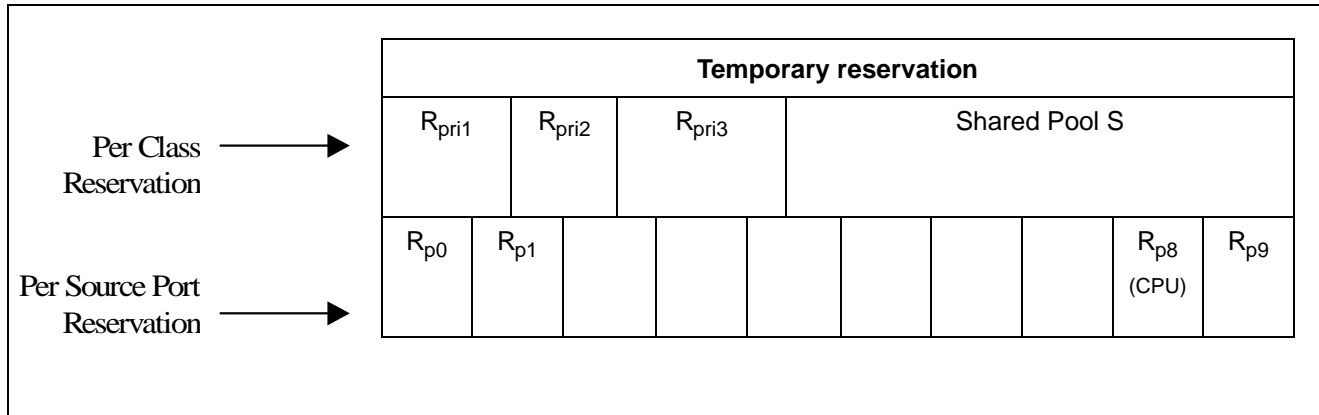 Temporary reservation
Per Class
Reservation
Rpri1 Rpri2 Rpri3 Shared Pool S
Per Source Port
Reservation
Rp0 Rp1 Rp8 Rp9
(CPU)